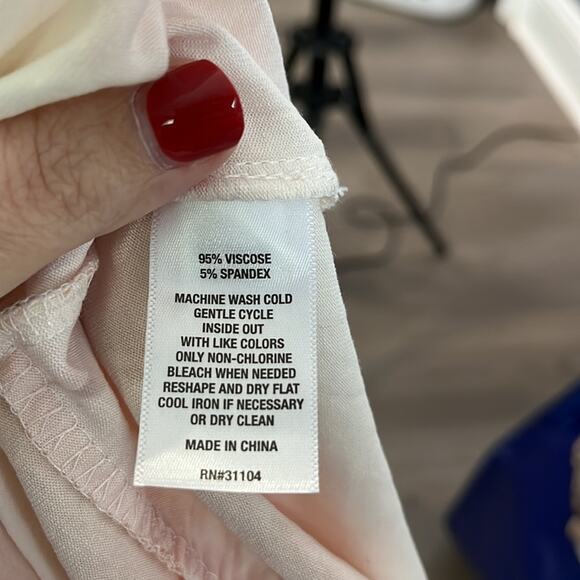 95% VISCOSE
5% SPANDEX
MACHINE WASH COLD
GENTLE CYCLE
INSIDE OUT
WITH LIKE COLORS
ONLY NON-CHLORINE
BLEACH WHEN NEEDED
RESHAPE AND DRY FLAT
COOL IRON IF NECESSARY
OR DRY CLEAN
MADE IN CHINA
RN#31104